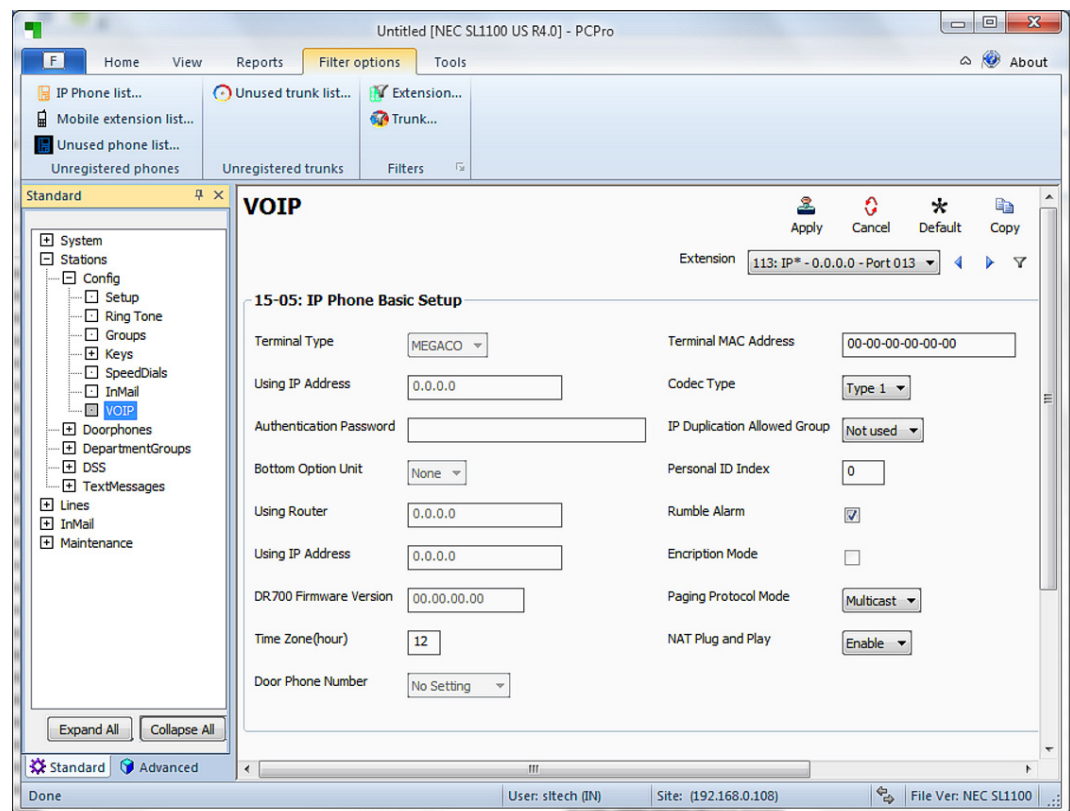 Untitled [NEC SL1100 US R4.0] - PCPro
F Home View Reports Filter options Tools About
IP Phone list... Unused trunk list... Extension...
Mobile extension list... Trunk...
Unused phone list...
Unregistered phones Unregistered trunks Filters
Standard
System
Stations
Config
Setup
Ring Tone
Groups
Keys
SpeedDials
InMail
VOIP
Doorphones
DepartmentGroups
DSS
TextMessages
Lines
InMail
Maintenance
Expand All Collapse All
Standard Advanced
VOIP
Apply Cancel Default Copy
Extension 113: IP* - 0.0.0.0 - Port 013
15-05: IP Phone Basic Setup
Terminal Type MEGACO Terminal MAC Address 00-00-00-00-00-00
Using IP Address 0.0.0.0 Codec Type Type 1
Authentication Password IP Duplication Allowed Group Not used
Bottom Option Unit None Personal ID Index 0
Using Router 0.0.0.0 Rumble Alarm
Using IP Address 0.0.0.0 Encription Mode
DR700 Firmware Version 00.00.00.00 Paging Protocol Mode Multicast
Time Zone(hour) 12 NAT Plug and Play Enable
Door Phone Number No Setting
Done User: sltech (IN) Site: (192.168.0.108) File Ver: NEC SL1100